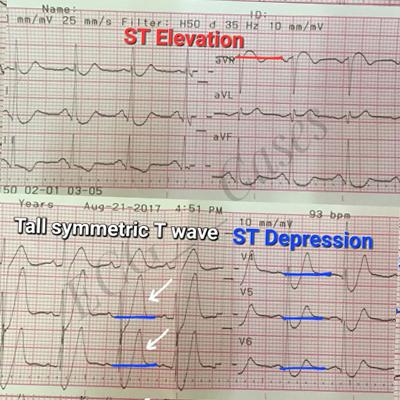 Name:
ID:
mm/mV 25 mm/s Filter: H50 d 35 Hz 10 mm/mV
ST Elevation
aVR
aVL
aVF
50 02-01 03-05
Years Aug-21-2017 4:51 PM
10 mm/mV 93 bpm
Tall symmetric T wave
ST Depression
V4
V5
V6
ECG Cases